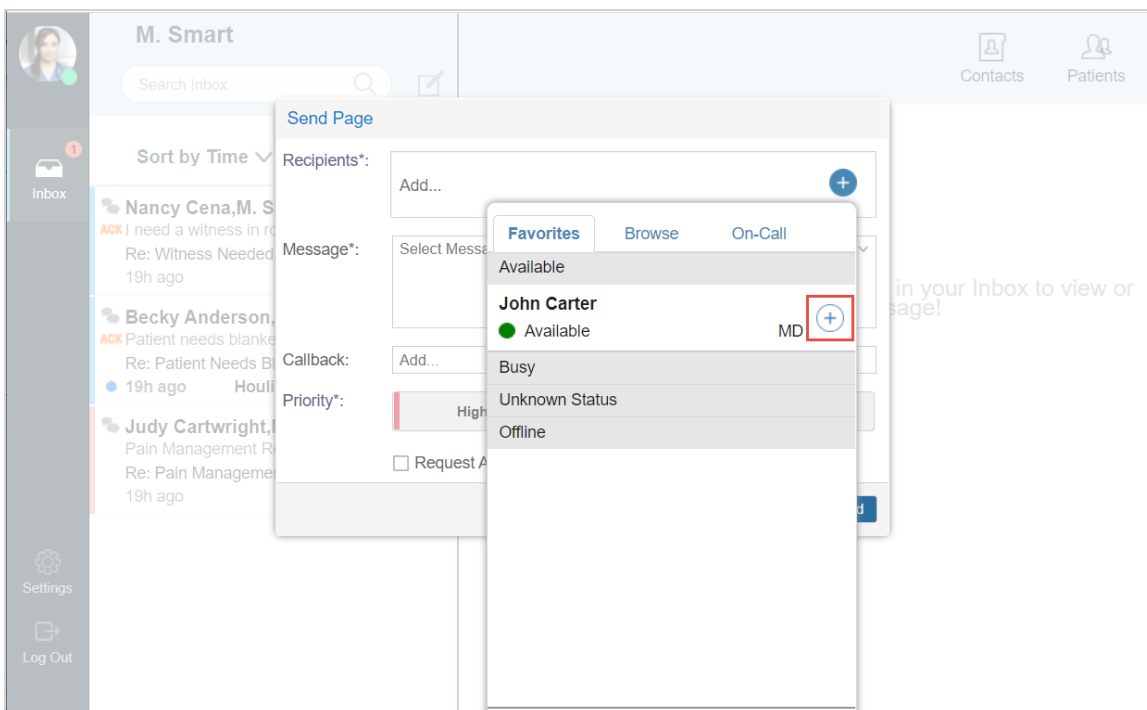 M. Smart
Contacts
Patients
Search Inbox
Send Page
Sort by Time
Recipients*:
Add...
1
Inbox
Nancy Cena,M. S
ACK I need a witness in ro
Re: Witness Needed
19h ago
Message*:
Select Messa
Favorites
Browse
On-Call
Available
in your Inbox to view or
sage!
John Carter
Available
MD
Becky Anderson,
ACK Patient needs blanke
Re: Patient Needs Bl
19h ago Houli
Callback:
Add...
Busy
Priority*:
High
Unknown Status
Offline
Judy Cartwright,
Pain Management R
Re: Pain Managemen
19h ago
Request A
d
Settings
Log Out